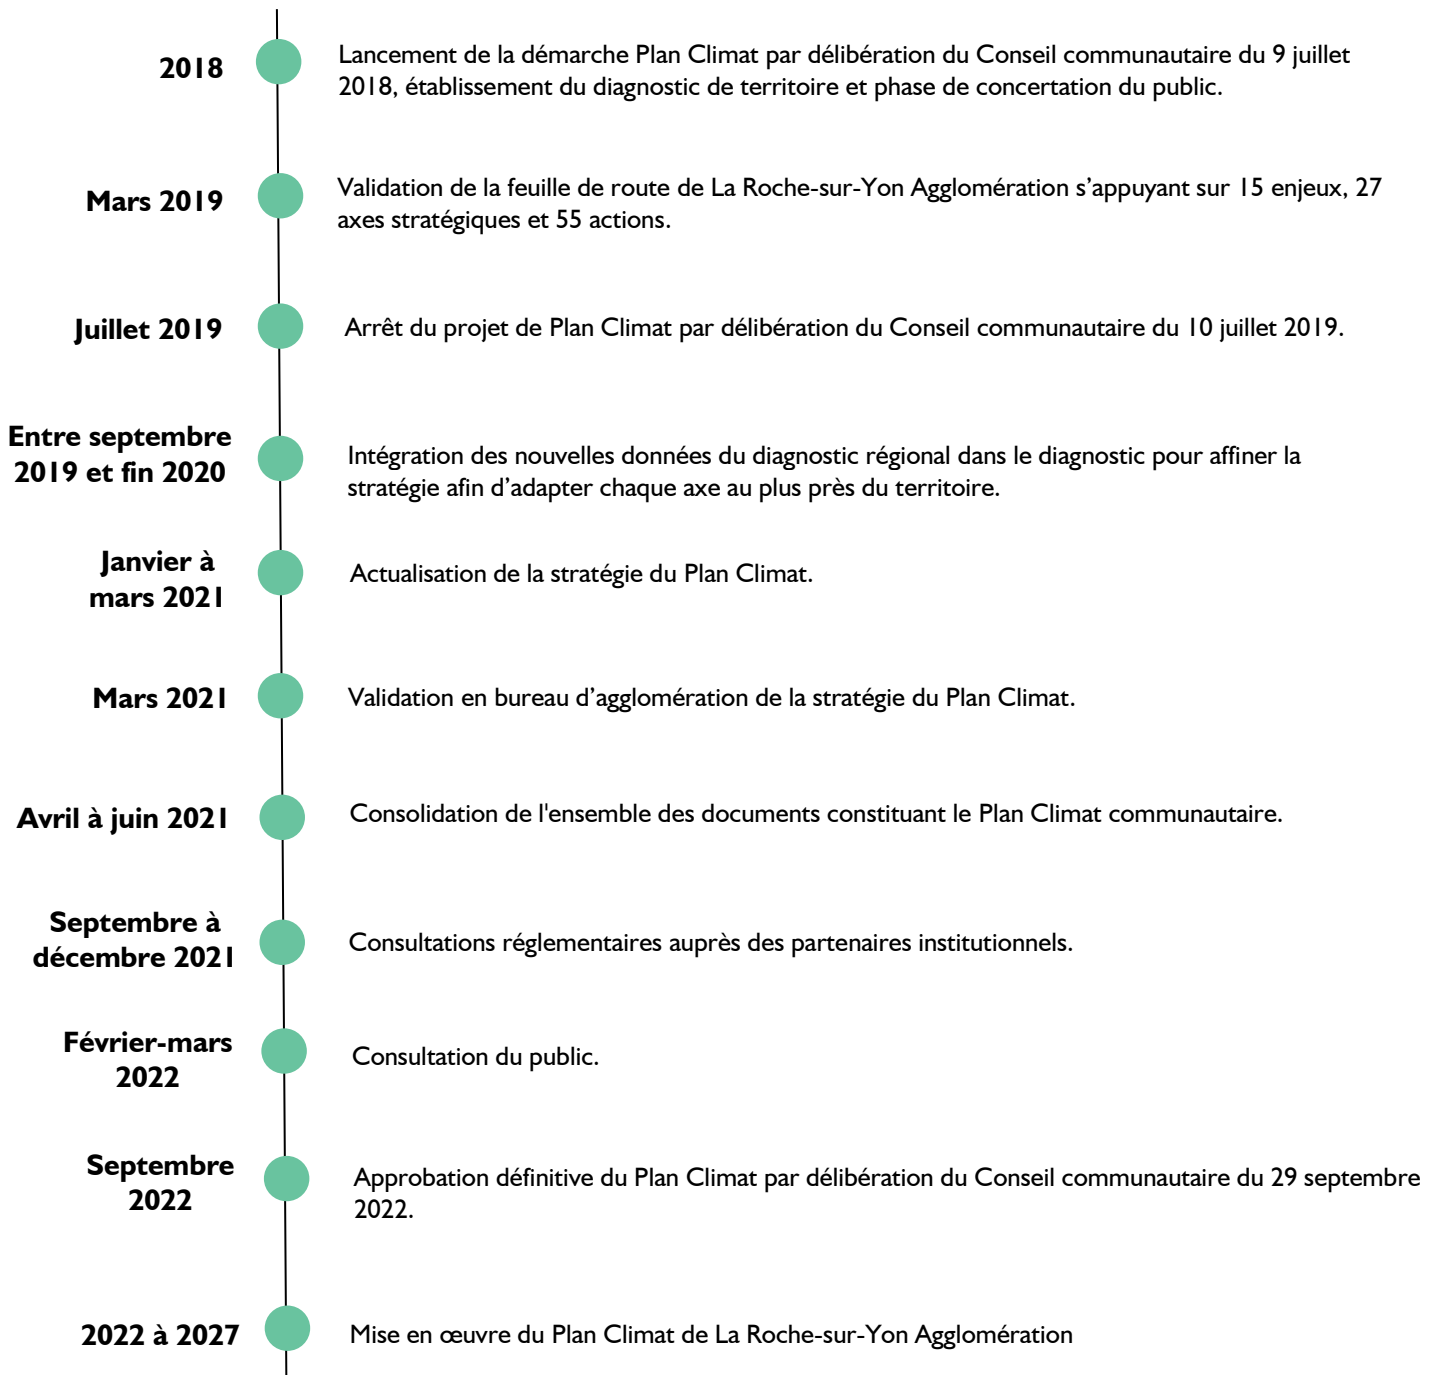 2018
Lancement de la démarche Plan Climat par délibération du Conseil communautaire du 9 juillet
2018, établissement du diagnostic de territoire et phase de concertation du public.
Mars 2019
Validation de la feuille de route de La Roche-sur-Yon Agglomération s’appuyant sur 15 enjeux, 27
axes stratégiques et 55 actions.
Juillet 2019
Arrêt du projet de Plan Climat par délibération du Conseil communautaire du 10 juillet 2019.
Entre septembre
2019 et fin 2020
Intégration des nouvelles données du diagnostic régional dans le diagnostic pour affiner la
stratégie afin d’adapter chaque axe au plus près du territoire.
Janvier à
mars 2021
Actualisation de la stratégie du Plan Climat.
Mars 2021
Validation en bureau d’agglomération de la stratégie du Plan Climat.
Avril à juin 2021
Consolidation de l'ensemble des documents constituant le Plan Climat communautaire.
Septembre à
décembre 2021
Consultations réglementaires auprès des partenaires institutionnels.
Février-mars
2022
Consultation du public.
Septembre
2022
Approbation définitive du Plan Climat par délibération du Conseil communautaire du 29 septembre
2022.
2022 à 2027
Mise en œuvre du Plan Climat de La Roche-sur-Yon Agglomération